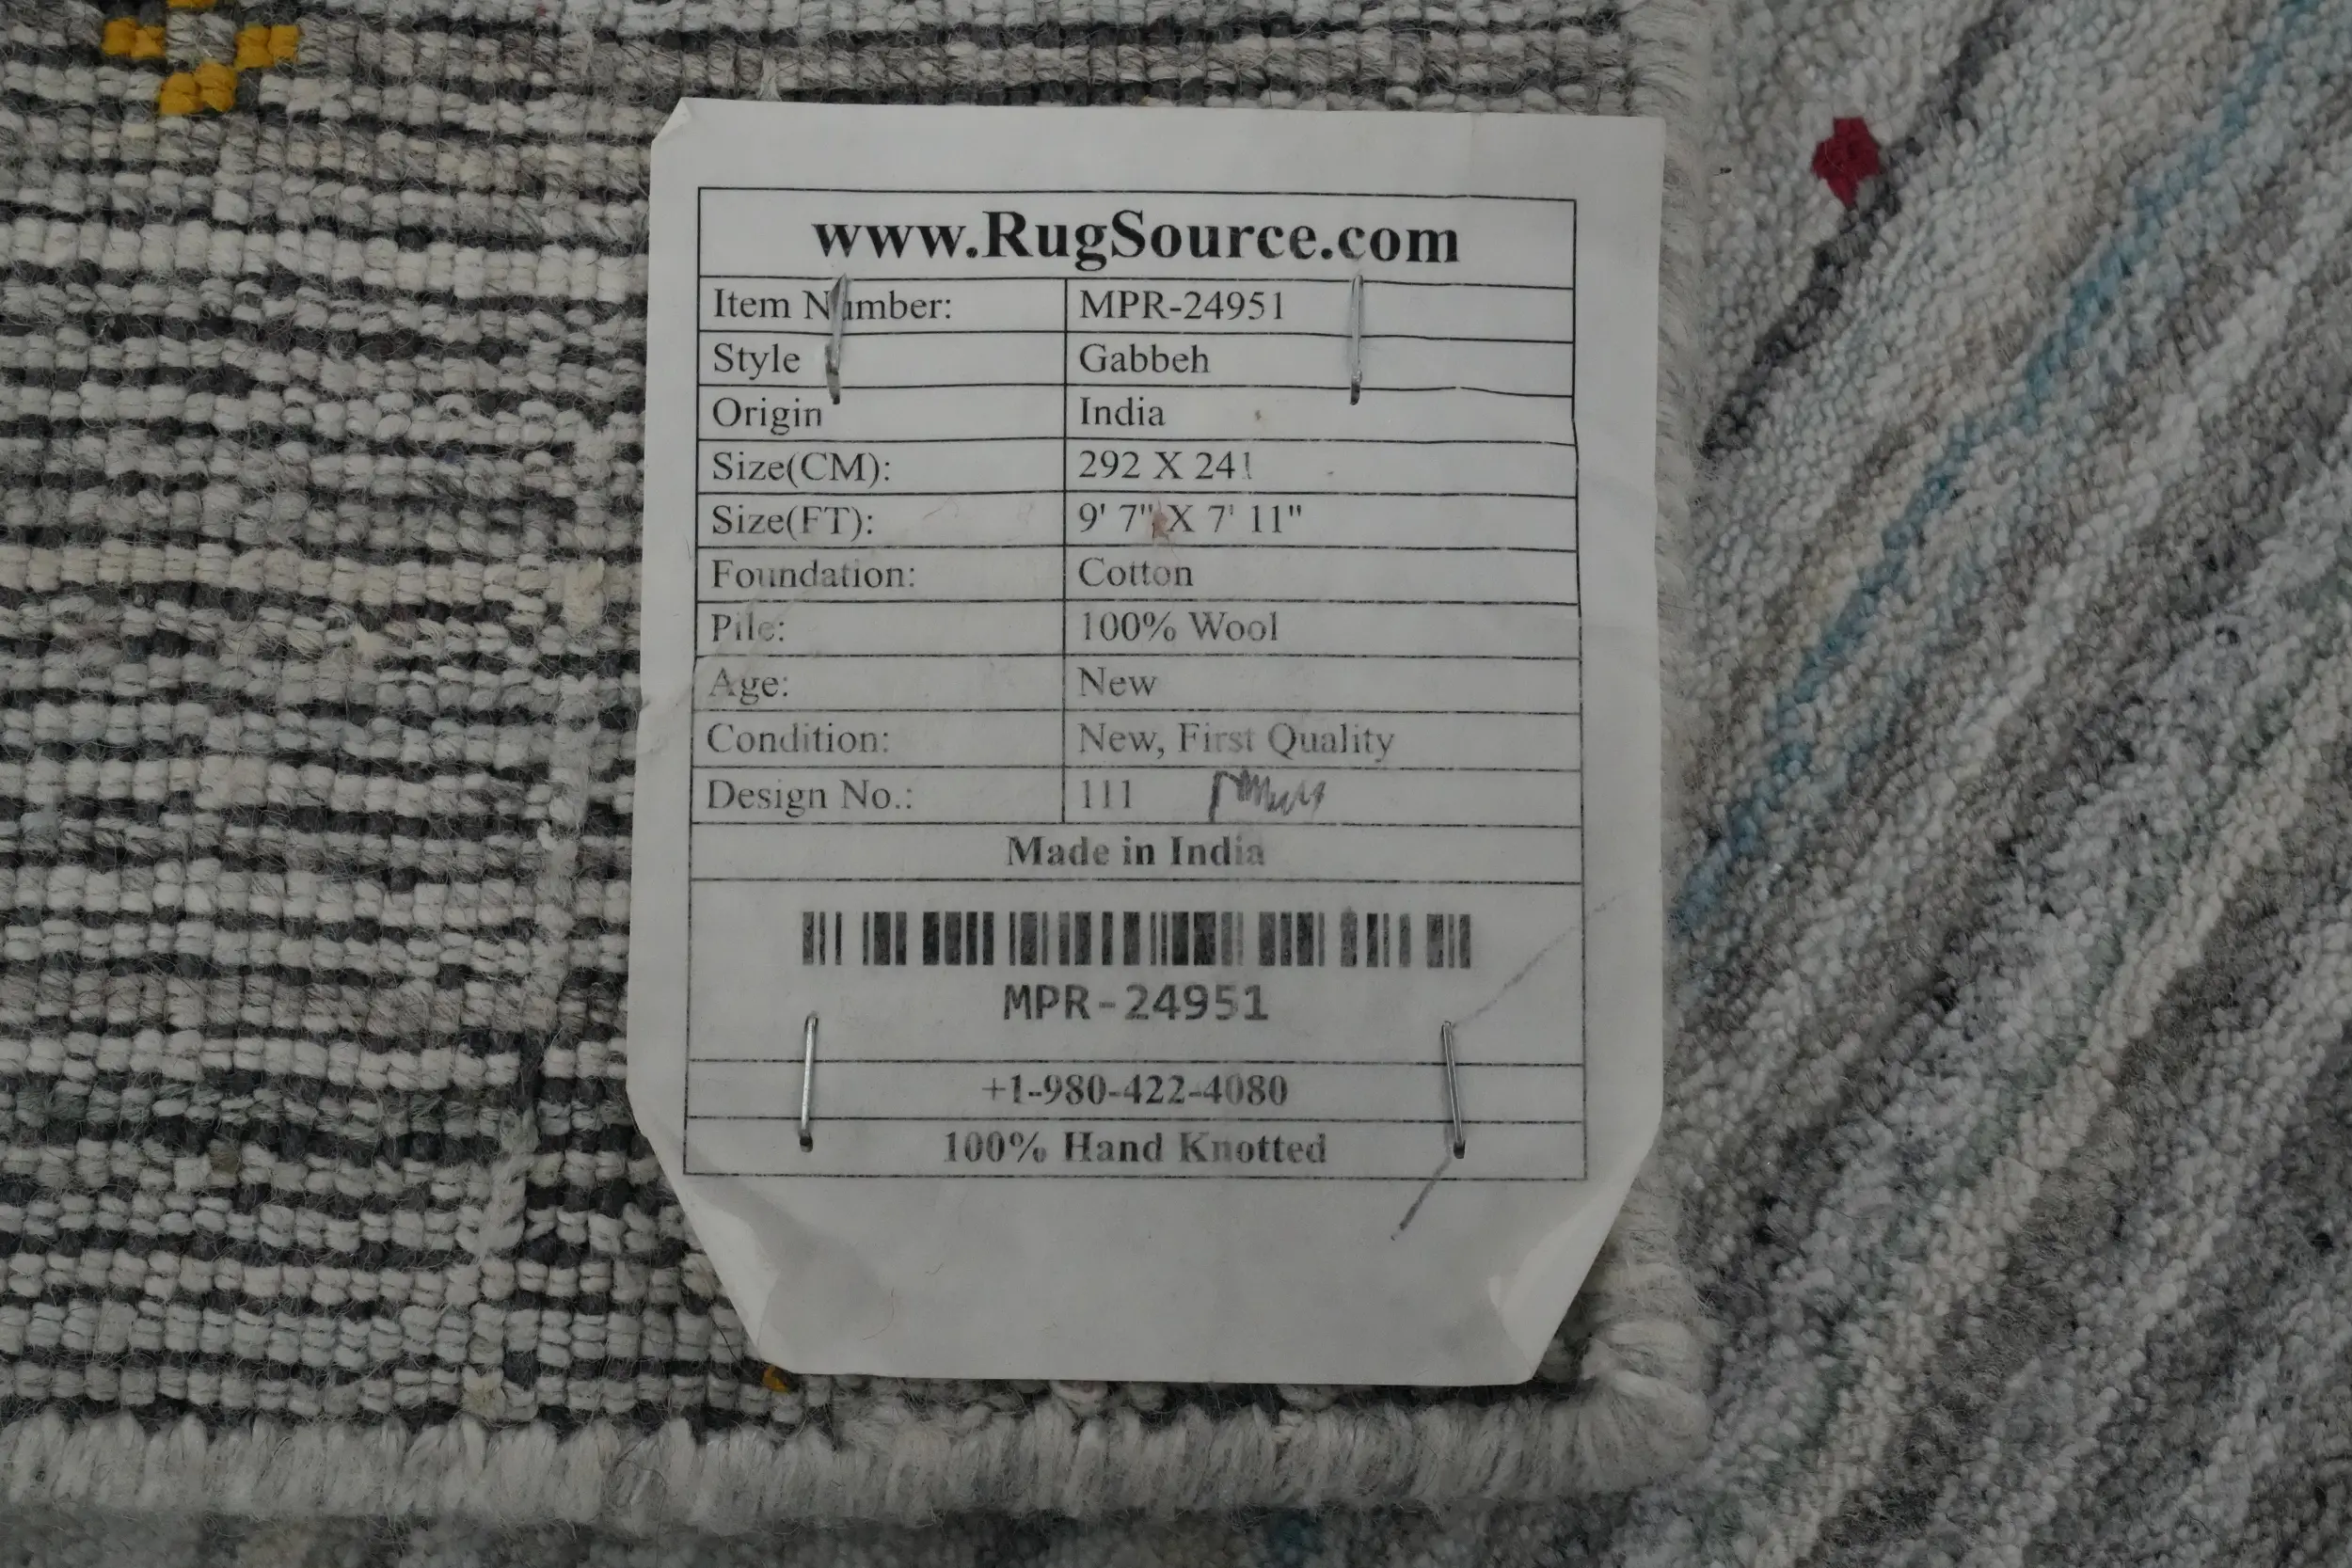 www.RugSource.com
Item Number: MPR-24951
Style Gabbeh
Origin India
Size(CM): 292 X 241
Size(FT): 9' 7" X 7' 11"
Foundation: Cotton
Pile: 100% Wool
Age: New
Condition: New, First Quality
Design No.: 111
Made in India
MPR-24951
+1-980-422-4080
100% Hand Knotted